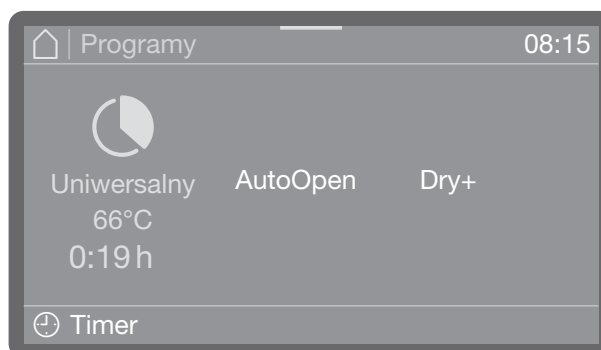 Programy 08:15
Uniwersalny AutoOpen Dry+
66°C
0:19 h
Timer